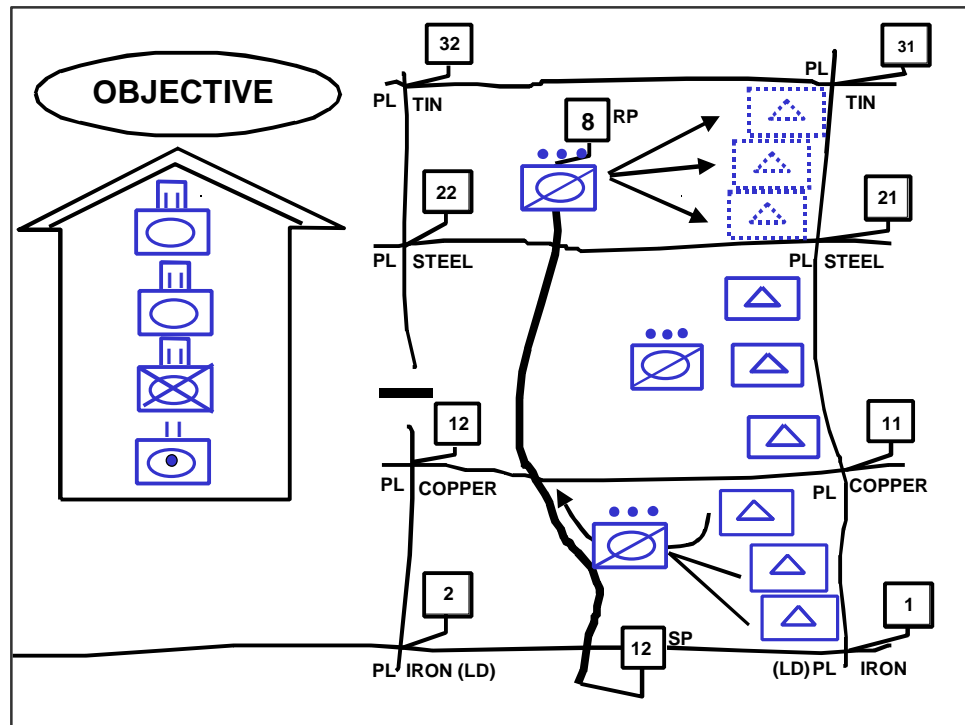 32
31
PL
OBJECTIVE
PL TIN
TIN
8 RP
22
21
PL STEEL
PL STEEL
12
11
PL COPPER
PL COPPER
2
1
12 SP
PL IRON (LD)
(LD) PL IRON